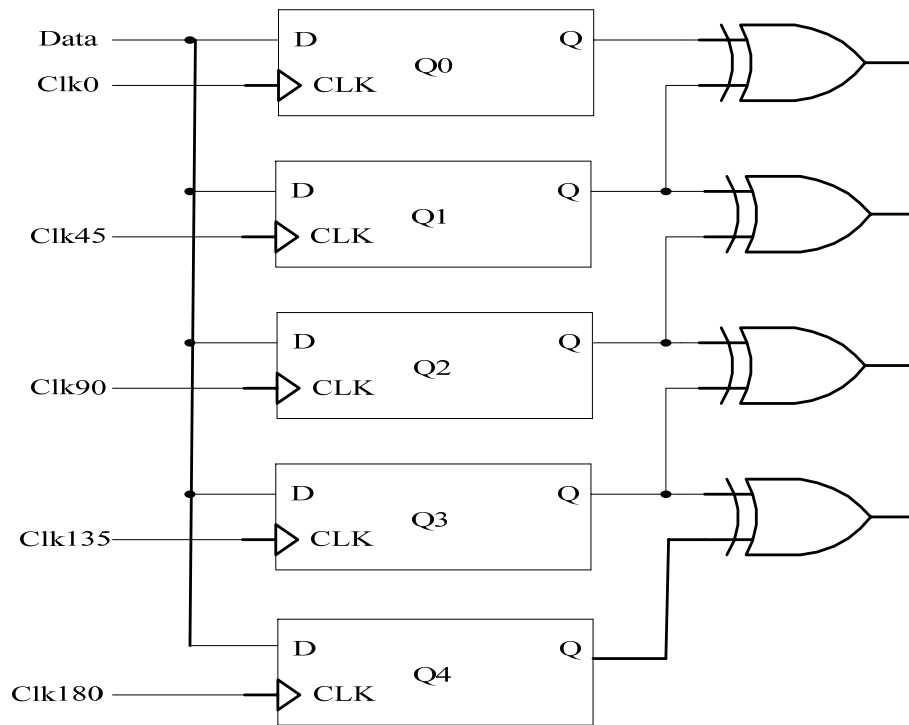 Data
D
Q
Clk0
CLK
Q0
D
Q
Clk45
CLK
Q1
D
Q
Clk90
CLK
Q2
D
Q
Clk135
CLK
Q3
D
Q
Clk180
CLK
Q4